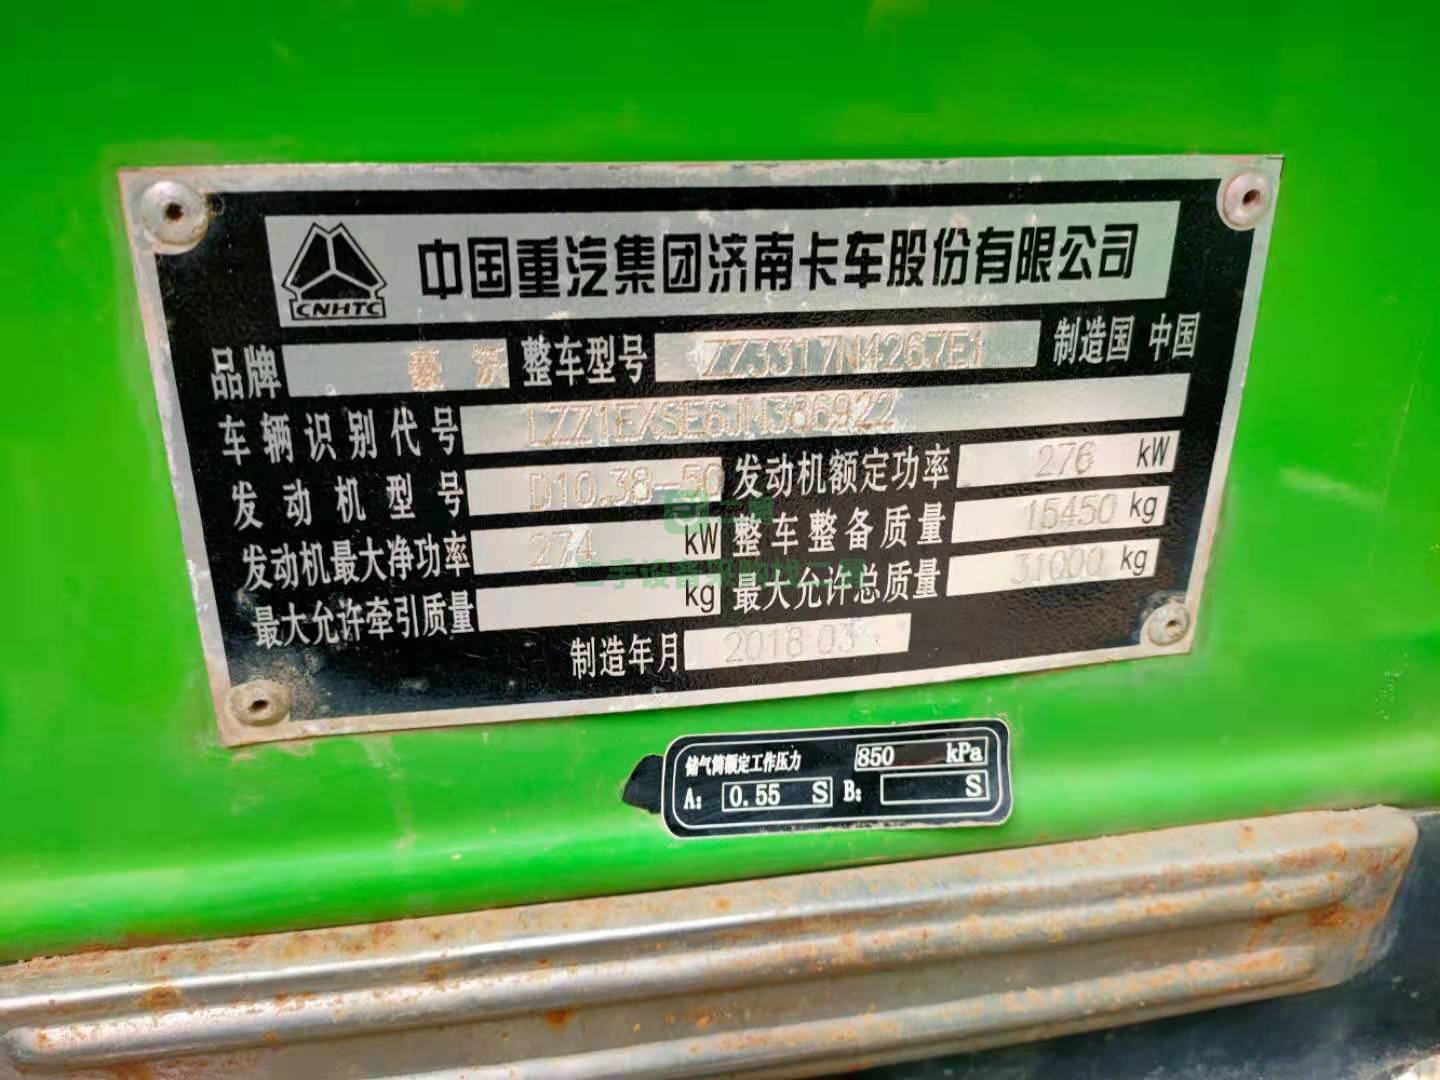 CNHTC 中国重汽集团济南卡车股份有限公司
品牌 豪沃 整车型号 ZZ3317N4267E1 制造国 中国
车辆识别代号 LZZ1EXSE6JM386922
发动机型号 D10.38-50 发动机额定功率 276 kW
发动机最大净功率 274 kW 整车整备质量 15450 kg
最大允许牵引质量 kg 最大允许总质量 31000 kg
制造年月 2018 03
储气筒额定工作压力 850 kPa
A: 0.55 S B: S